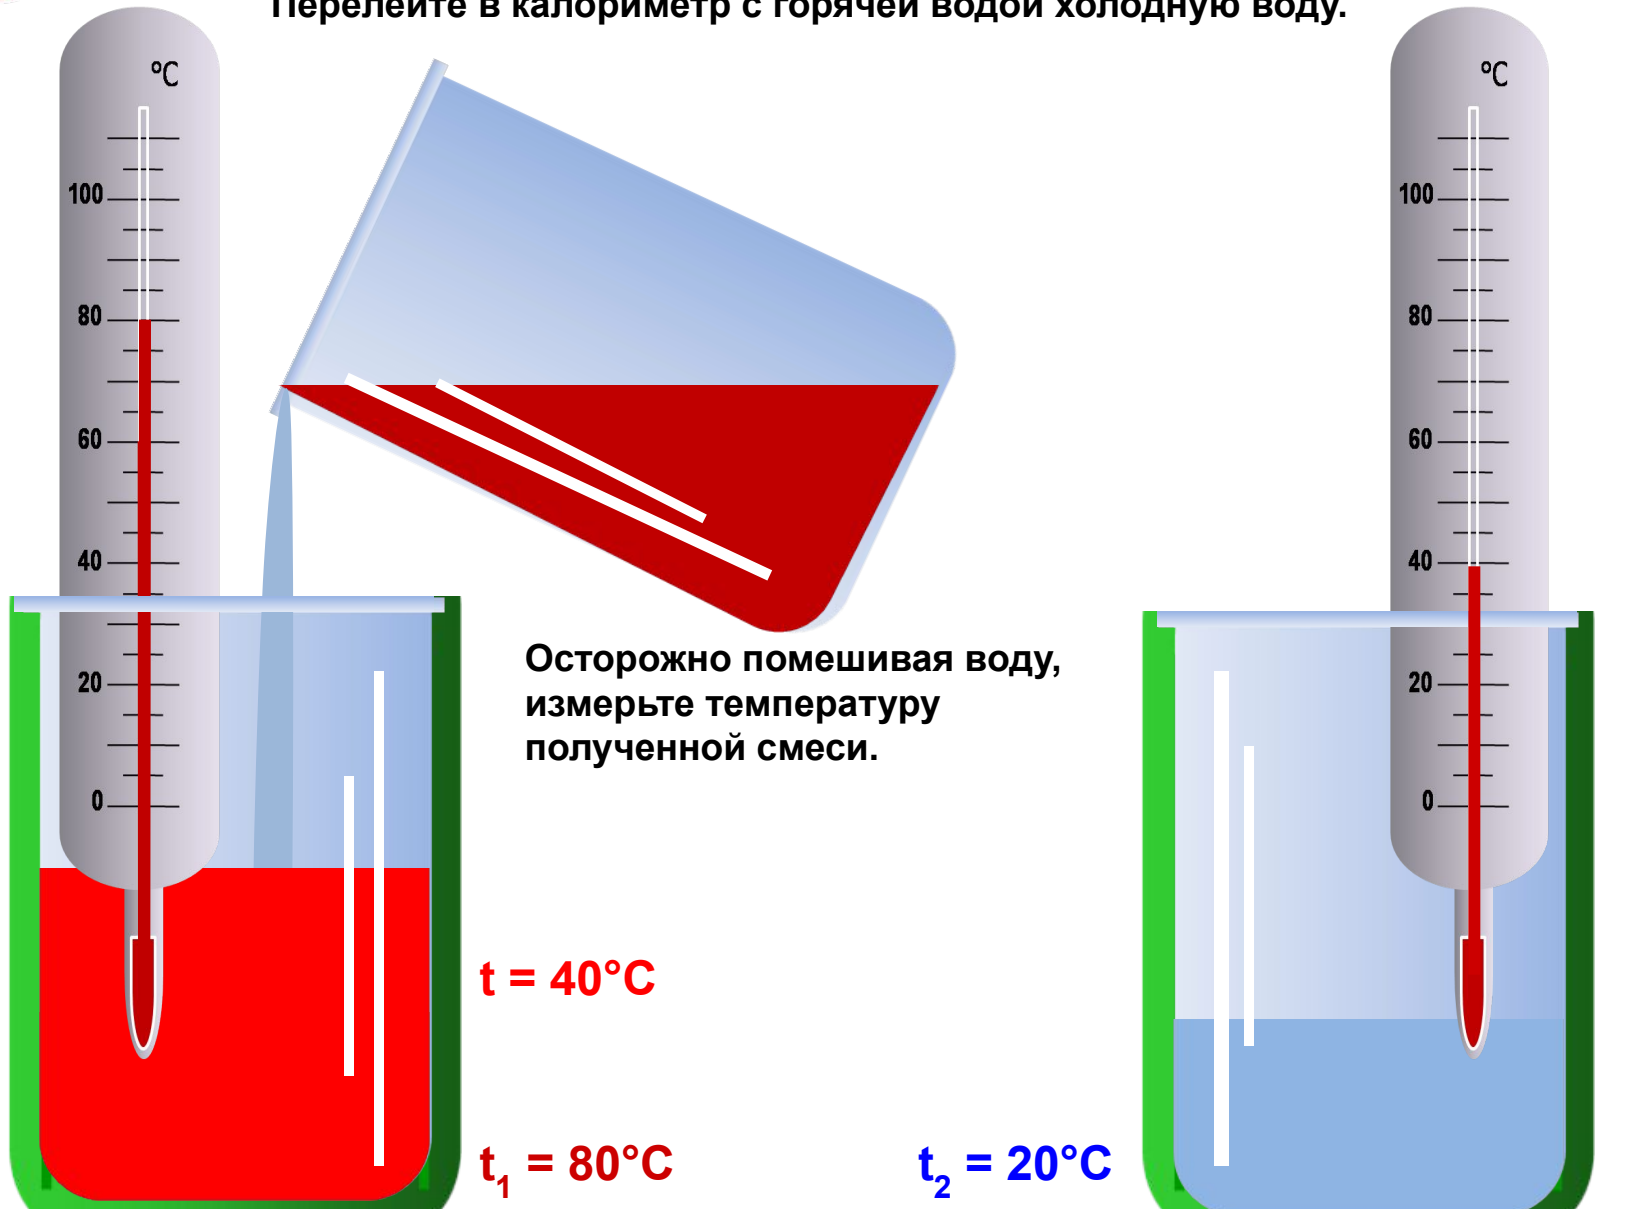 Перелейте в калориметр с горячей водой холодную воду.
°C
100
80
60
40
20
0
°C
100
80
60
40
20
0
Осторожно помешивая воду,
измерьте температуру
полученной смеси.
t = 40°C
t₁ = 80°C
t₂ = 20°C